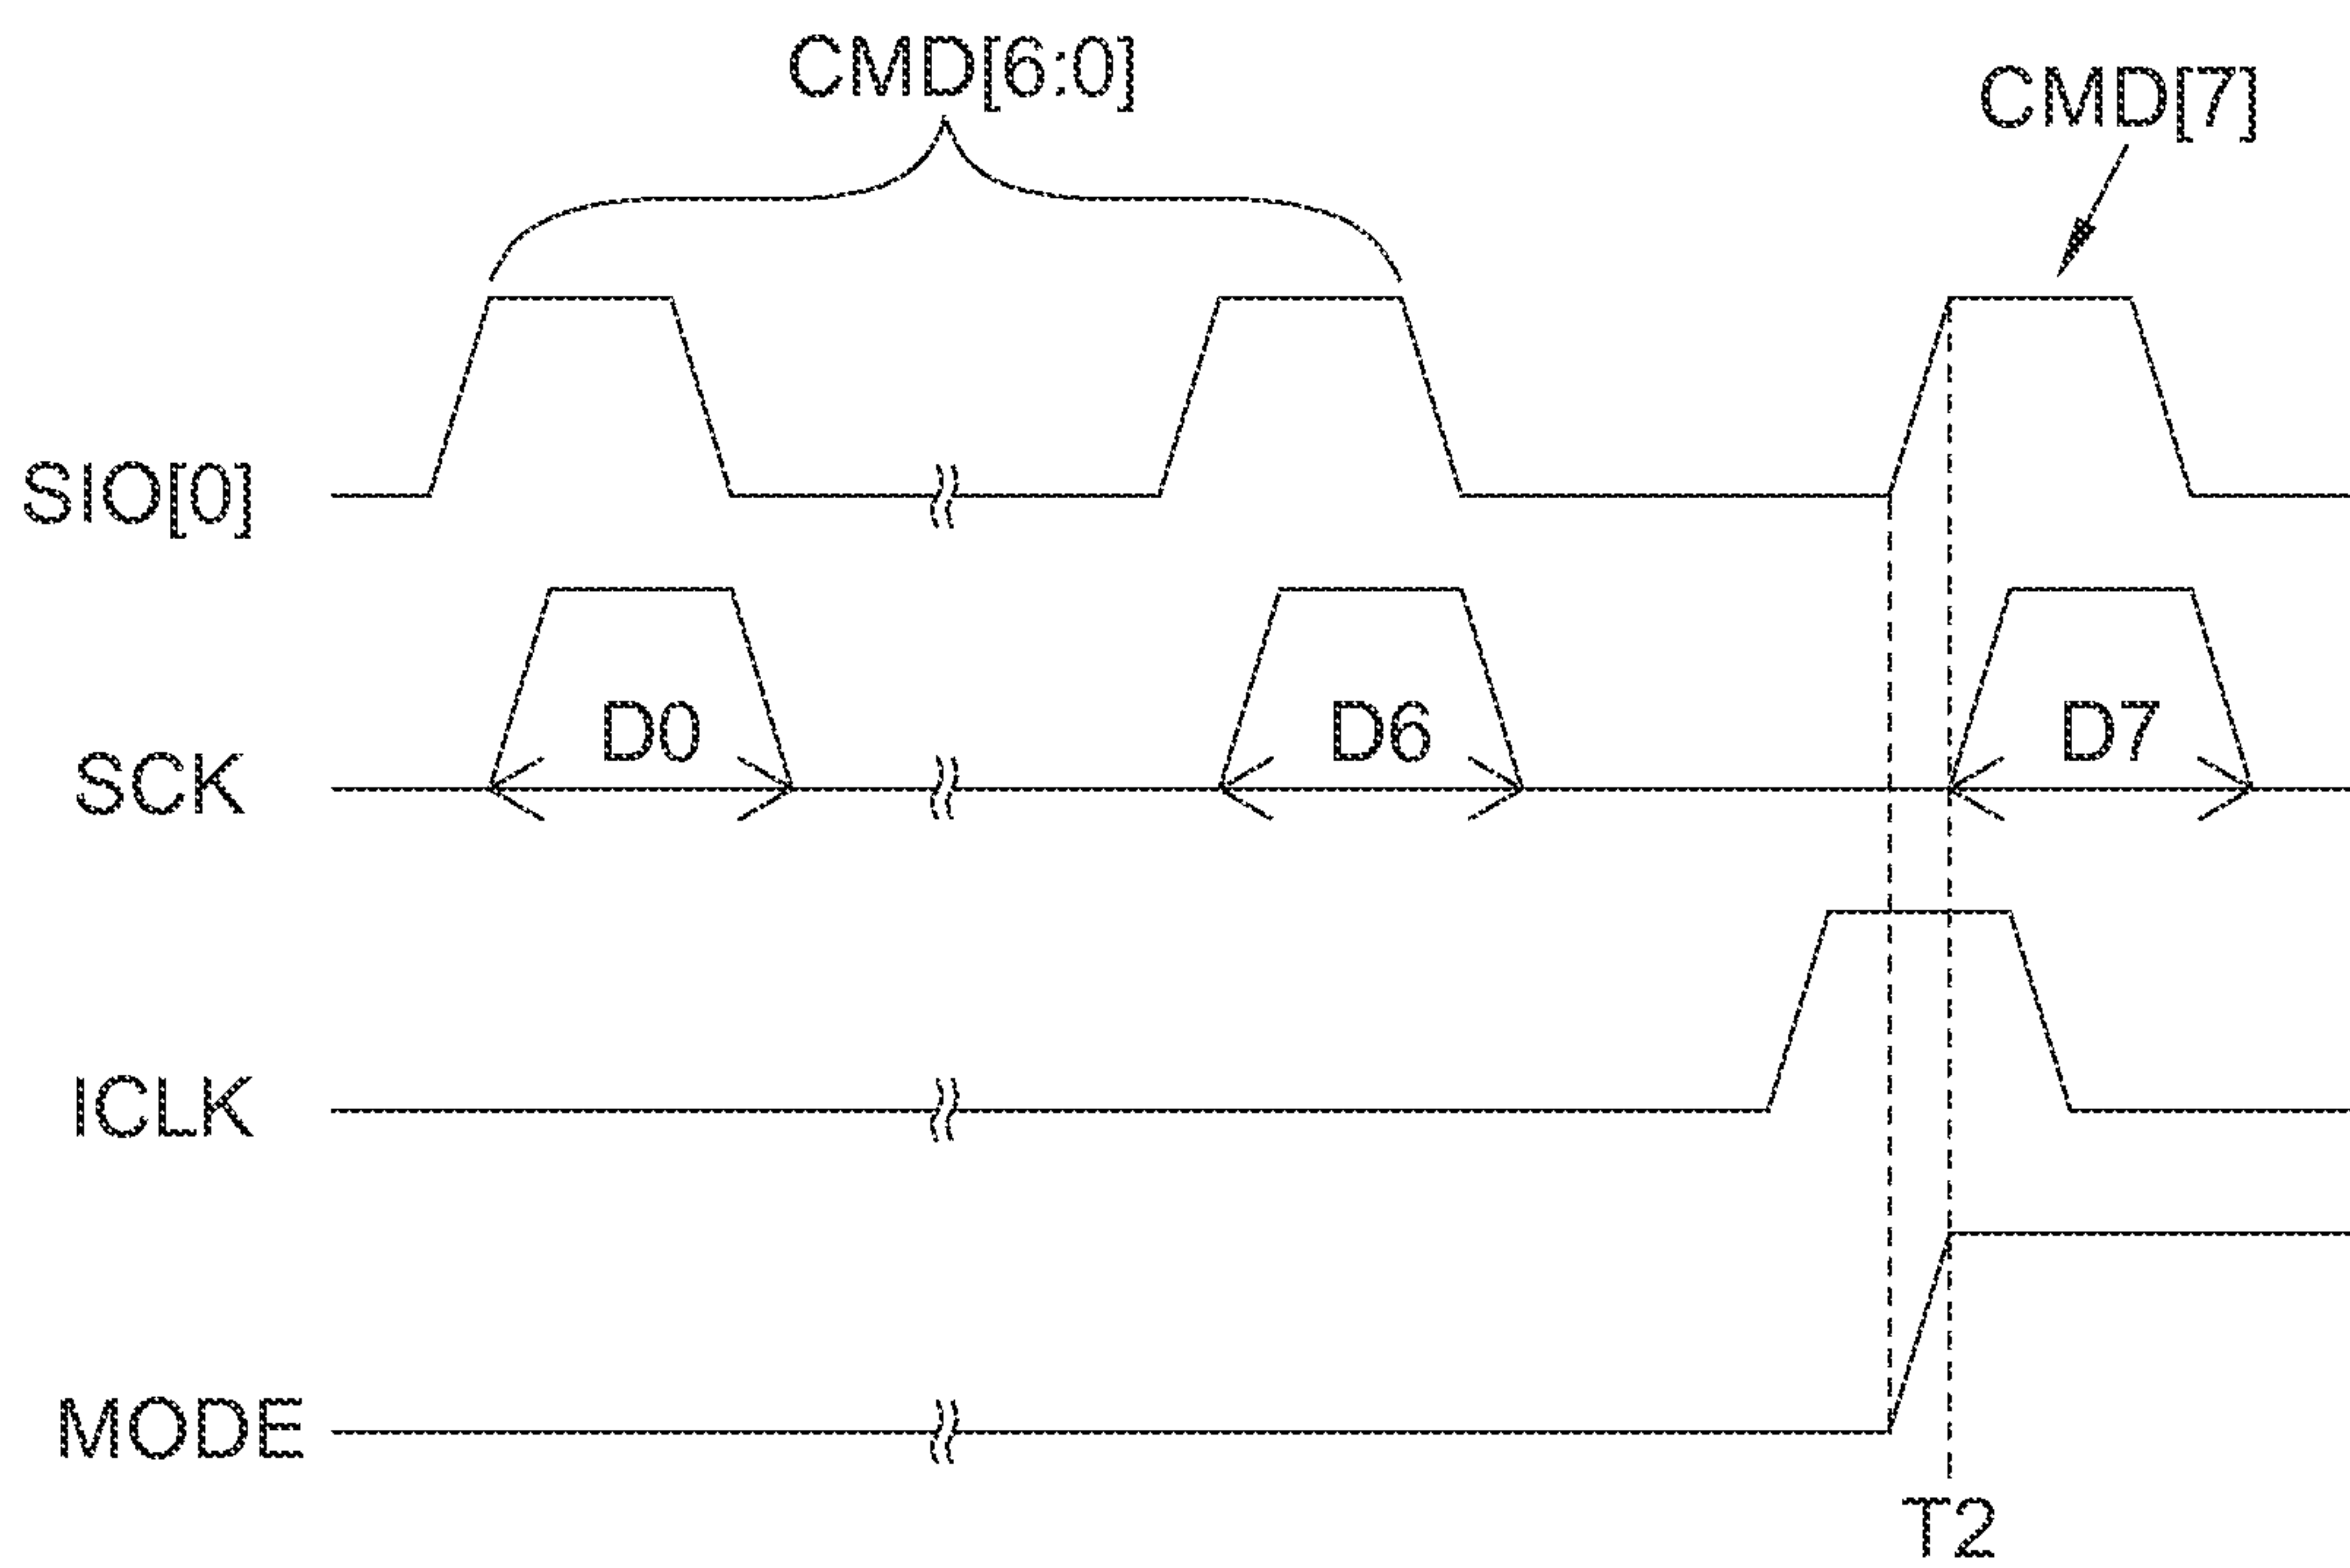 CMD[6:0]
CMD[7]
SIO[0]
SCK
D0
D6
D7
ICLK
MODE
T2